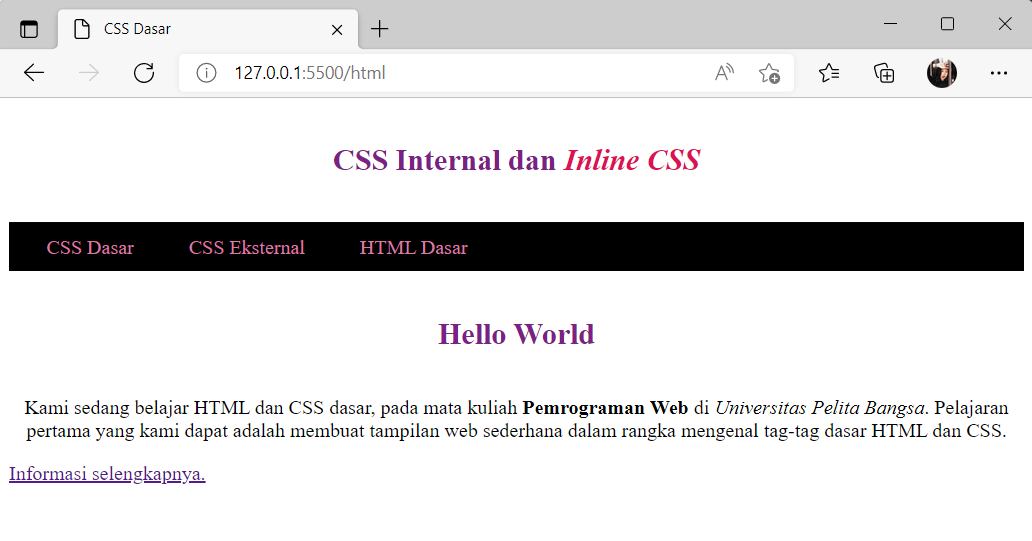 CSS Dasar
127.0.0.1:5500/html
CSS Internal dan Inline CSS
CSS Dasar CSS Eksternal HTML Dasar
Hello World
Kami sedang belajar HTML dan CSS dasar, pada mata kuliah Pemrograman Web di Universitas Pelita Bangsa. Pelajaran
pertama yang kami dapat adalah membuat tampilan web sederhana dalam rangka mengenal tag-tag dasar HTML dan CSS.
Informasi selengkapnya.